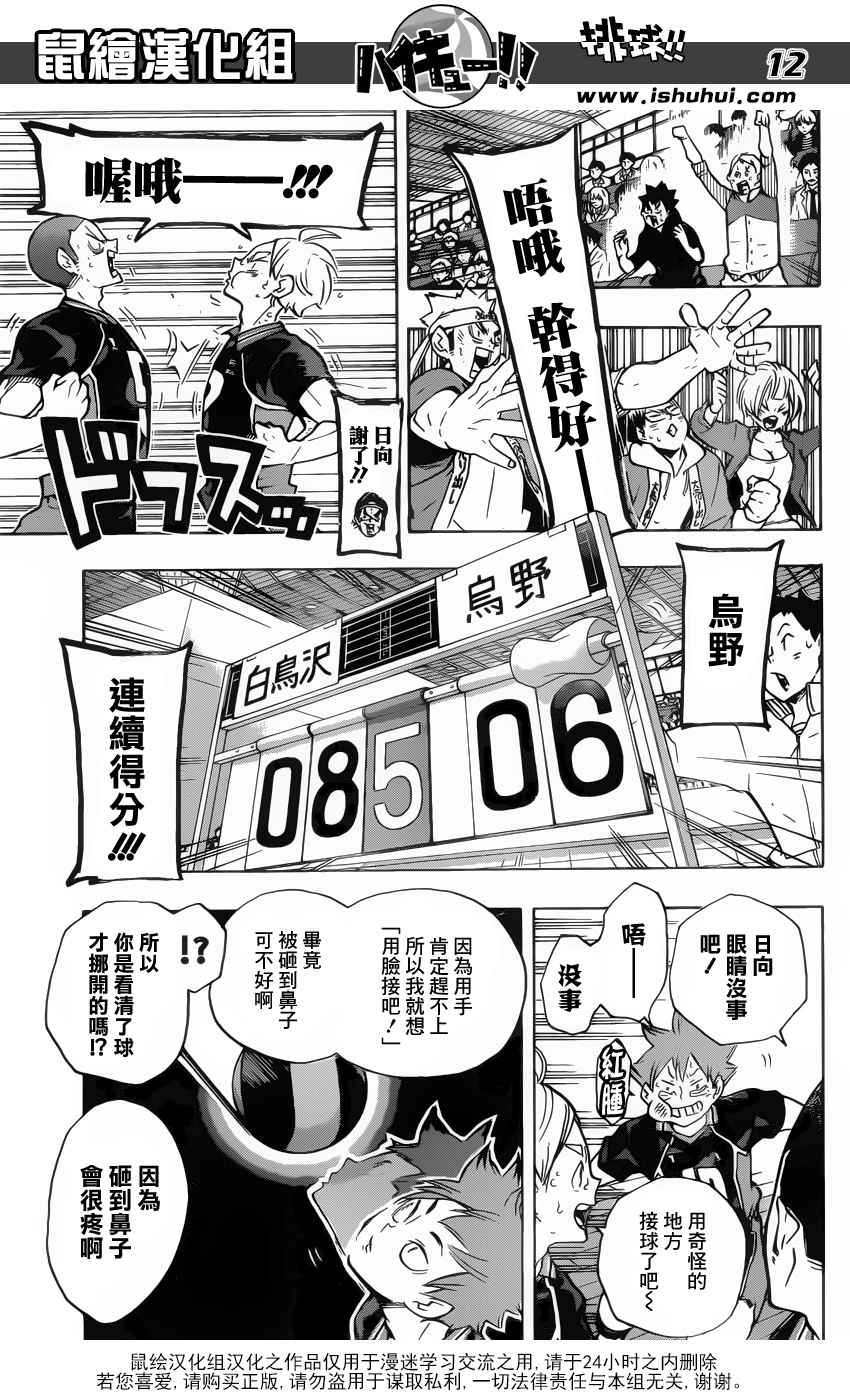 鼠繪漢化組
ハイキュー!!
排球!!
12
www.ishuhui.com
唔哦 幹得好——
喔哦——!!!
日向
謝了!!
ドフスッ…
烏野
白鳥沢
烏野
08
5
06
連續得分!!!
日向
眼睛沒事
吧!
唔——
沒事
紅腫
用奇怪的
地方
接球了吧~
因為用手
肯定趕不上
所以我就想
「用臉接吧!」
畢竟
被砸到鼻子
可不好啊
!?
所以
你是看清了球
才挪開的嗎!?
因為
砸到鼻子
會很疼啊
鼠绘汉化组汉化之作品仅用于漫迷学习交流之用, 请于24小时之内删除
若您喜爱, 请购买正版, 请勿盗用于谋取私利, 一切法律责任与本组无关, 谢谢。